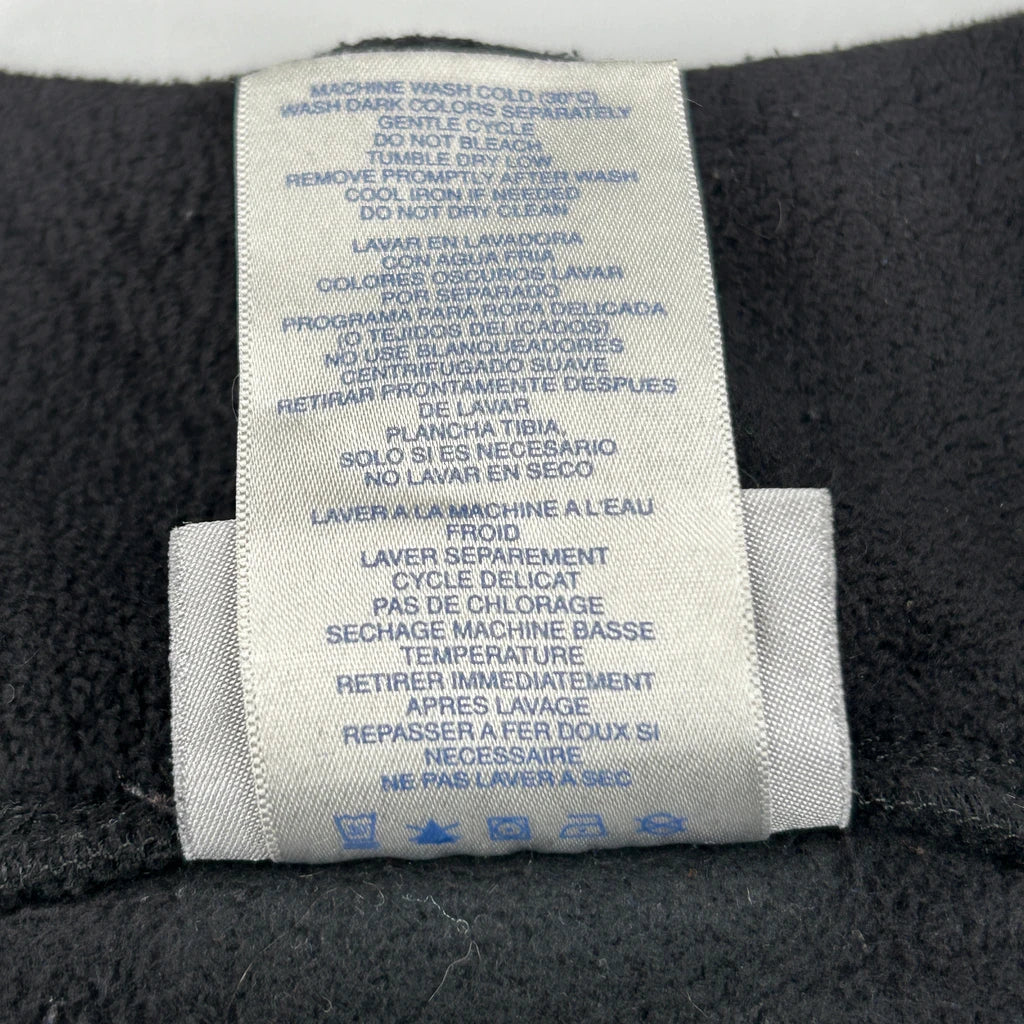 MACHINE WASH COLD (30°C)
WASH DARK COLORS SEPARATELY
GENTLE CYCLE
DO NOT BLEACH
TUMBLE DRY LOW
REMOVE PROMPTLY AFTER WASH
COOL IRON IF NEEDED
DO NOT DRY CLEAN
LAVAR EN LAVADORA
CON AGUA FRIA
COLORES OSCUROS LAVAR
POR SEPARADO
PROGRAMA PARA ROPA DELICADA
(O TEJIDOS DELICADOS)
NO USE BLANQUEADORES
CENTRIFUGADO SUAVE
RETIRAR PRONTAMENTE DESPUES
DE LAVAR
PLANCHA TIBIA,
SOLO SI ES NECESARIO
NO LAVAR EN SECO
LAVER A LA MACHINE A L'EAU
FROID
LAVER SEPAREMENT
CYCLE DELICAT
PAS DE CHLORAGE
SECHAGE MACHINE BASSE
TEMPERATURE
RETIRER IMMEDIATEMENT
APRES LAVAGE
REPASSER A FER DOUX SI
NECESSAIRE
NE PAS LAVER A SEC
30